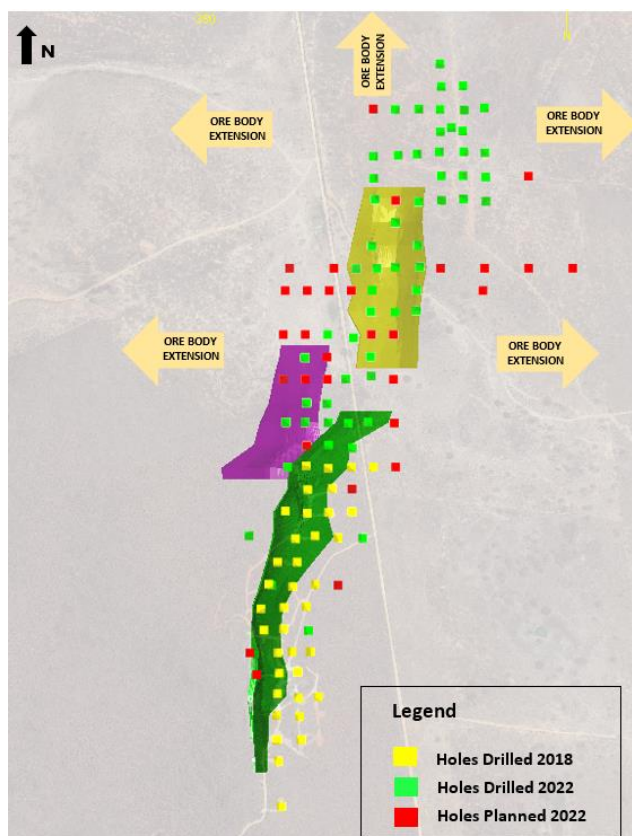 N
ORE BODY
EXTENSION
ORE BODY
EXTENSION
ORE BODY
EXTENSION
ORE BODY
EXTENSION
ORE BODY
EXTENSION
Legend
Holes Drilled 2018
Holes Drilled 2022
Holes Planned 2022